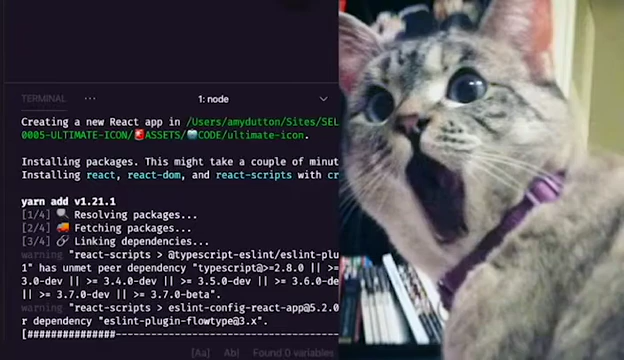 TERMINAL ··· 1: node
Creating a new React app in /Users/amydutton/Sites/SEL
0005-ULTIMATE-ICON/🚨ASSETS/CODE/ultimate-icon.
Installing packages. This might take a couple of minut
Installing react, react-dom, and react-scripts with cr
yarn add v1.21.1
[1/4] 🔍 Resolving packages...
[2/4] 🚚 Fetching packages...
[3/4] 🔗 Linking dependencies...
warning "react-scripts > @typescript-eslint/eslint-plu
1" has unmet peer dependency "typescript@>=2.8.0 || >=
3.0-dev || >= 3.4.0-dev || >= 3.5.0-dev || >= 3.6.0-de
|| >= 3.7.0-dev || >= 3.7.0-beta".
warning "react-scripts > eslint-config-react-app@5.2.0
r dependency "eslint-plugin-flowtype@3.x".
[###############--------------------------------------
[Aa] Ab| Found 0 variables